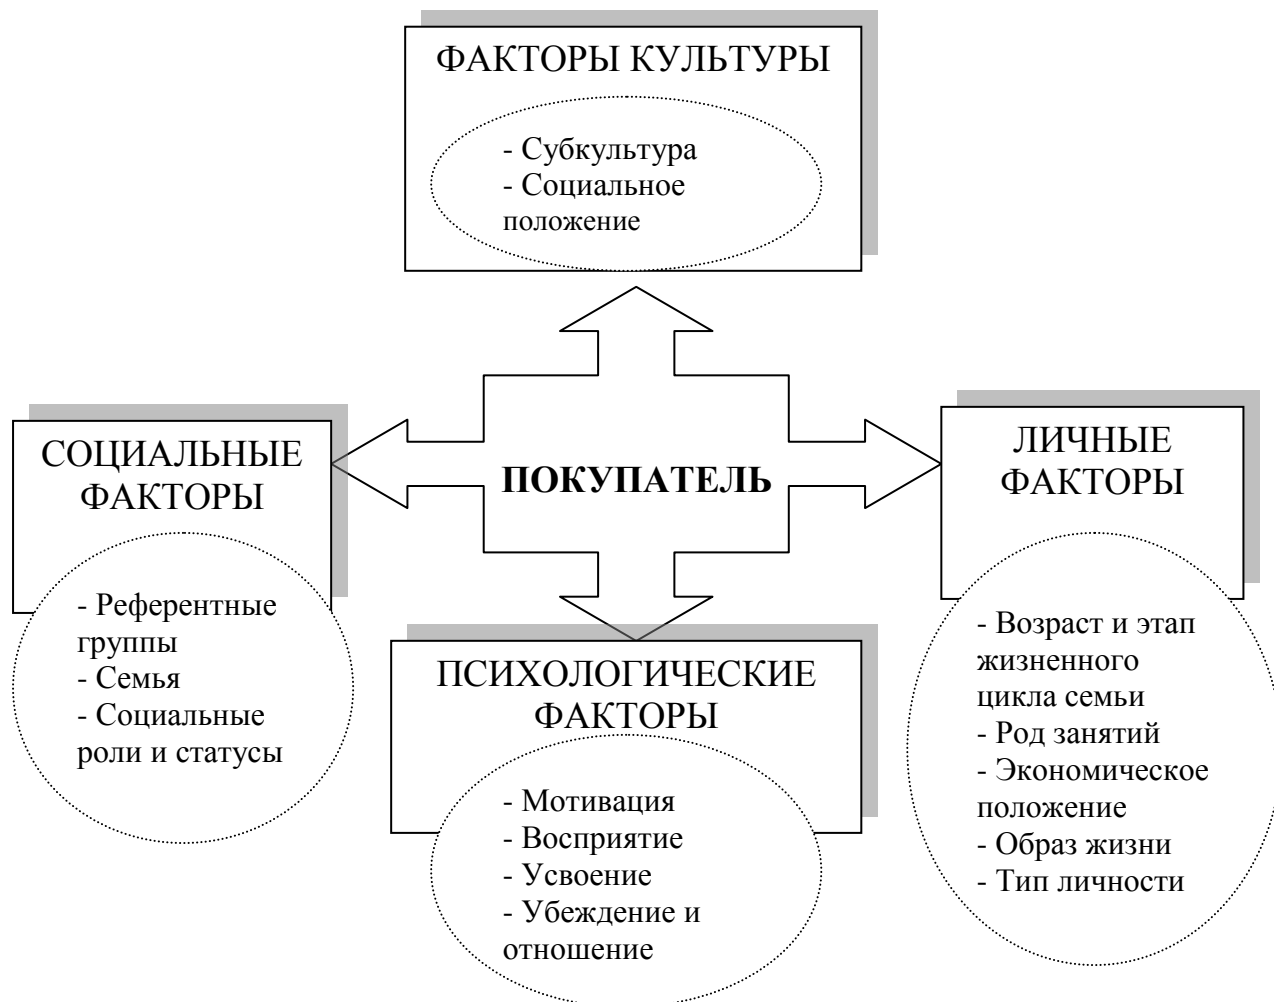 ФАКТОРЫ КУЛЬТУРЫ
- Субкультура
- Социальное
положение
СОЦИАЛЬНЫЕ
ФАКТОРЫ
- Референтные
группы
- Семья
- Социальные
роли и статусы
ПОКУПАТЕЛЬ
ЛИЧНЫЕ
ФАКТОРЫ
- Возраст и этап
жизненного
цикла семьи
- Род занятий
- Экономическое
положение
- Образ жизни
- Тип личности
ПСИХОЛОГИЧЕСКИЕ
ФАКТОРЫ
- Мотивация
- Восприятие
- Усвоение
- Убеждение и
отношение